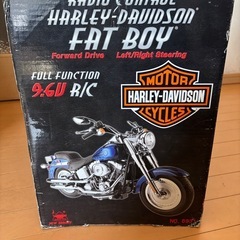 RADIO CONTROL
HARLEY-DAVIDSON®
FAT BOY®
Forward Drive Left/Right Steering
FULL FUNCTION
9.6V R/C
MOTOR
HARLEY-DAVIDSON
CYCLES
NO.